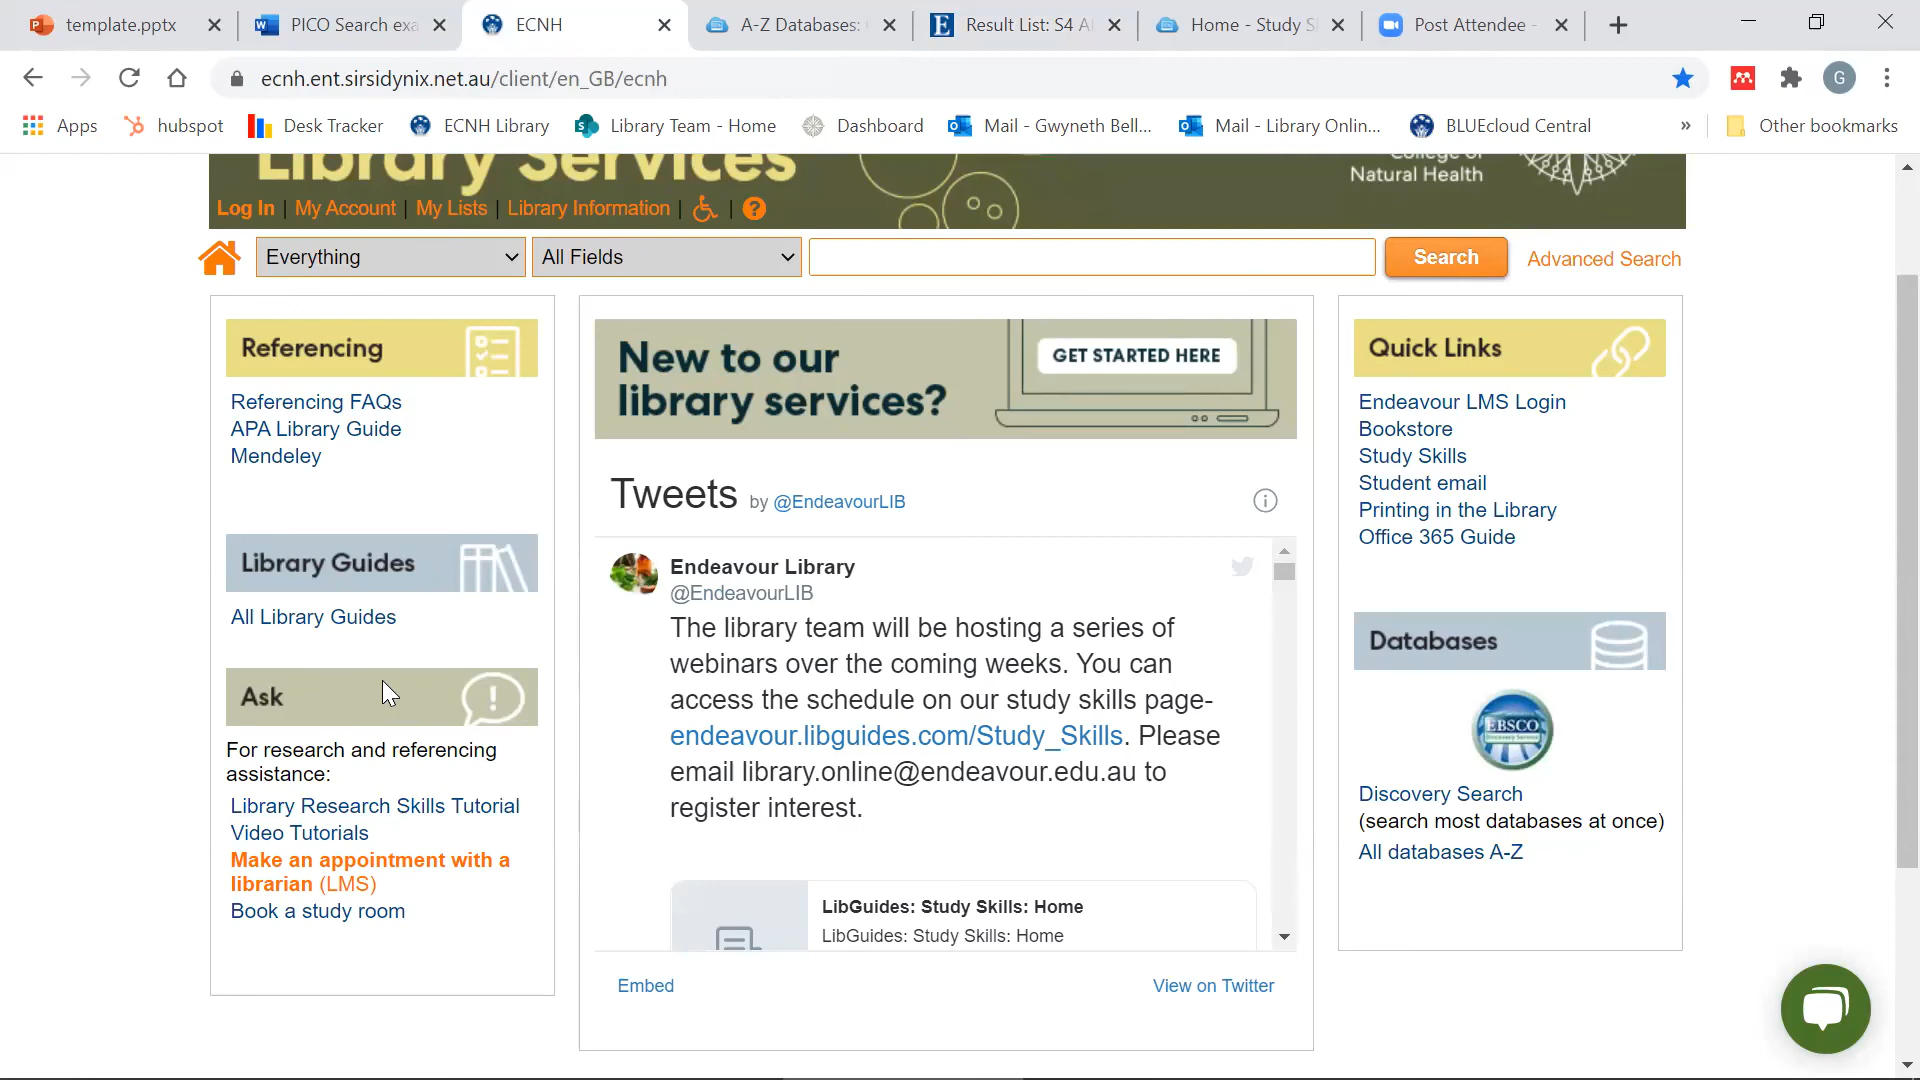 template.pptx
PICO Search exa
ECNH
A-Z Databases:
Result List: S4 A
Home - Study S
Post Attendee -
ecnh.ent.sirsidynix.net.au/client/en_GB/ecnh
G
Apps
hubspot
Desk Tracker
ECNH Library
Library Team - Home
Dashboard
Mail - Gwyneth Bell...
Mail - Library Onlin...
BLUEcloud Central
»
Other bookmarks
Library Services
College of
Natural Health
Log In | My Account | My Lists | Library Information | | ?
Everything
All Fields
Search
Advanced Search
Referencing
Referencing FAQs
APA Library Guide
Mendeley
Library Guides
All Library Guides
Ask
For research and referencing
assistance:
Library Research Skills Tutorial
Video Tutorials
Make an appointment with a
librarian (LMS)
Book a study room
New to our
library services?
GET STARTED HERE
Tweets by @EndeavourLIB
Endeavour Library
@EndeavourLIB
The library team will be hosting a series of
webinars over the coming weeks. You can
access the schedule on our study skills page-
endeavour.libguides.com/Study_Skills. Please
email library.online@endeavour.edu.au to
register interest.
LibGuides: Study Skills: Home
LibGuides: Study Skills: Home
Embed
View on Twitter
Quick Links
Endeavour LMS Login
Bookstore
Study Skills
Student email
Printing in the Library
Office 365 Guide
Databases
EBSCO
Discovery Search
(search most databases at once)
All databases A-Z